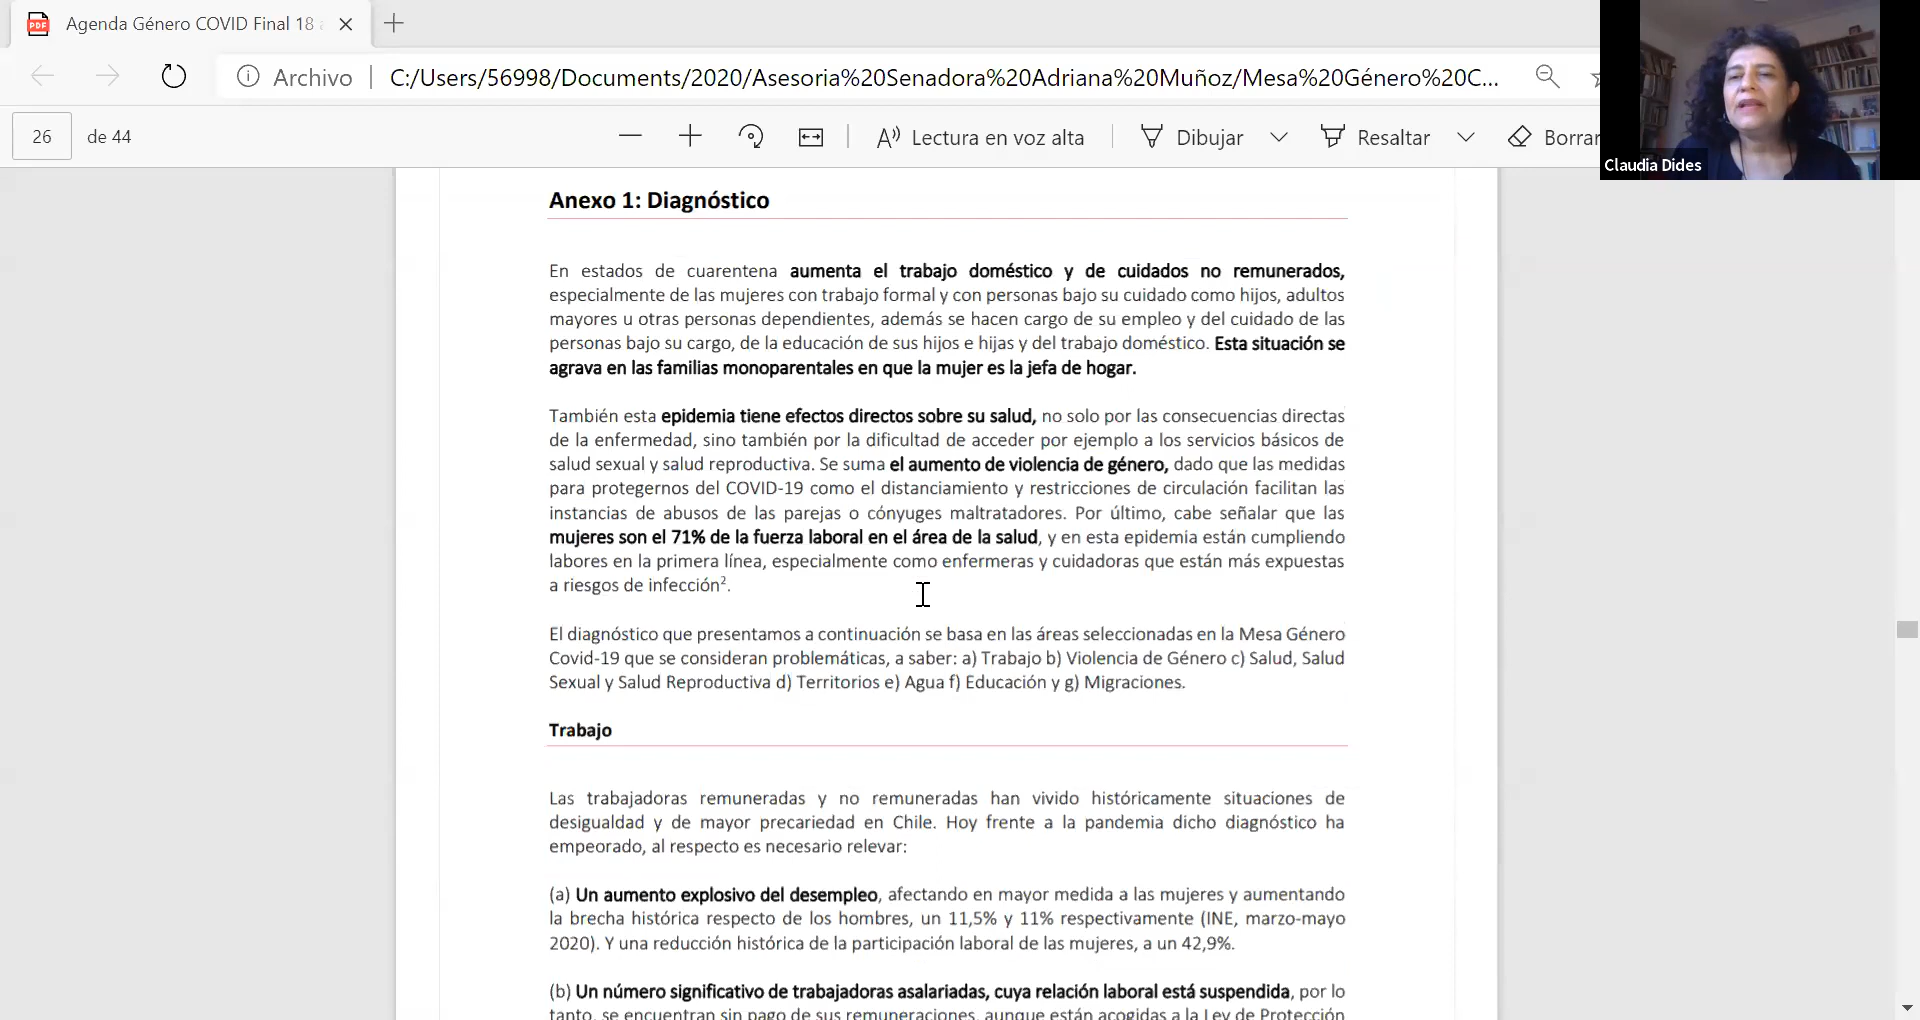 Agenda Género COVID Final 18
Archivo
C:/Users/56998/Documents/2020/Asesoria%20Senadora%20Adriana%20Muñoz/Mesa%20Género%20C...
26 de 44
Lectura en voz alta
Dibujar
Resaltar
Borrar
Claudia Dides
Anexo 1: Diagnóstico
En estados de cuarentena aumenta el trabajo doméstico y de cuidados no remunerados,
especialmente de las mujeres con trabajo formal y con personas bajo su cuidado como hijos, adultos
mayores u otras personas dependientes, además se hacen cargo de su empleo y del cuidado de las
personas bajo su cargo, de la educación de sus hijos e hijas y del trabajo doméstico. Esta situación se
agrava en las familias monoparentales en que la mujer es la jefa de hogar.
También esta epidemia tiene efectos directos sobre su salud, no solo por las consecuencias directas
de la enfermedad, sino también por la dificultad de acceder por ejemplo a los servicios básicos de
salud sexual y salud reproductiva. Se suma el aumento de violencia de género, dado que las medidas
para protegernos del COVID-19 como el distanciamiento y restricciones de circulación facilitan las
instancias de abusos de las parejas o cónyuges maltratadores. Por último, cabe señalar que las
mujeres son el 71% de la fuerza laboral en el área de la salud, y en esta epidemia están cumpliendo
labores en la primera línea, especialmente como enfermeras y cuidadoras que están más expuestas
a riesgos de infección².
El diagnóstico que presentamos a continuación se basa en las áreas seleccionadas en la Mesa Género
Covid-19 que se consideran problemáticas, a saber: a) Trabajo b) Violencia de Género c) Salud, Salud
Sexual y Salud Reproductiva d) Territorios e) Agua f) Educación y g) Migraciones.
Trabajo
Las trabajadoras remuneradas y no remuneradas han vivido históricamente situaciones de
desigualdad y de mayor precariedad en Chile. Hoy frente a la pandemia dicho diagnóstico ha
empeorado, al respecto es necesario relevar:
(a) Un aumento explosivo del desempleo, afectando en mayor medida a las mujeres y aumentando
la brecha histórica respecto de los hombres, un 11,5% y 11% respectivamente (INE, marzo-mayo
2020). Y una reducción histórica de la participación laboral de las mujeres, a un 42,9%.
(b) Un número significativo de trabajadoras asalariadas, cuya relación laboral está suspendida, por lo
tanto, se encuentran sin pago de sus remuneraciones, aunque están acogidas a la Ley de Protección